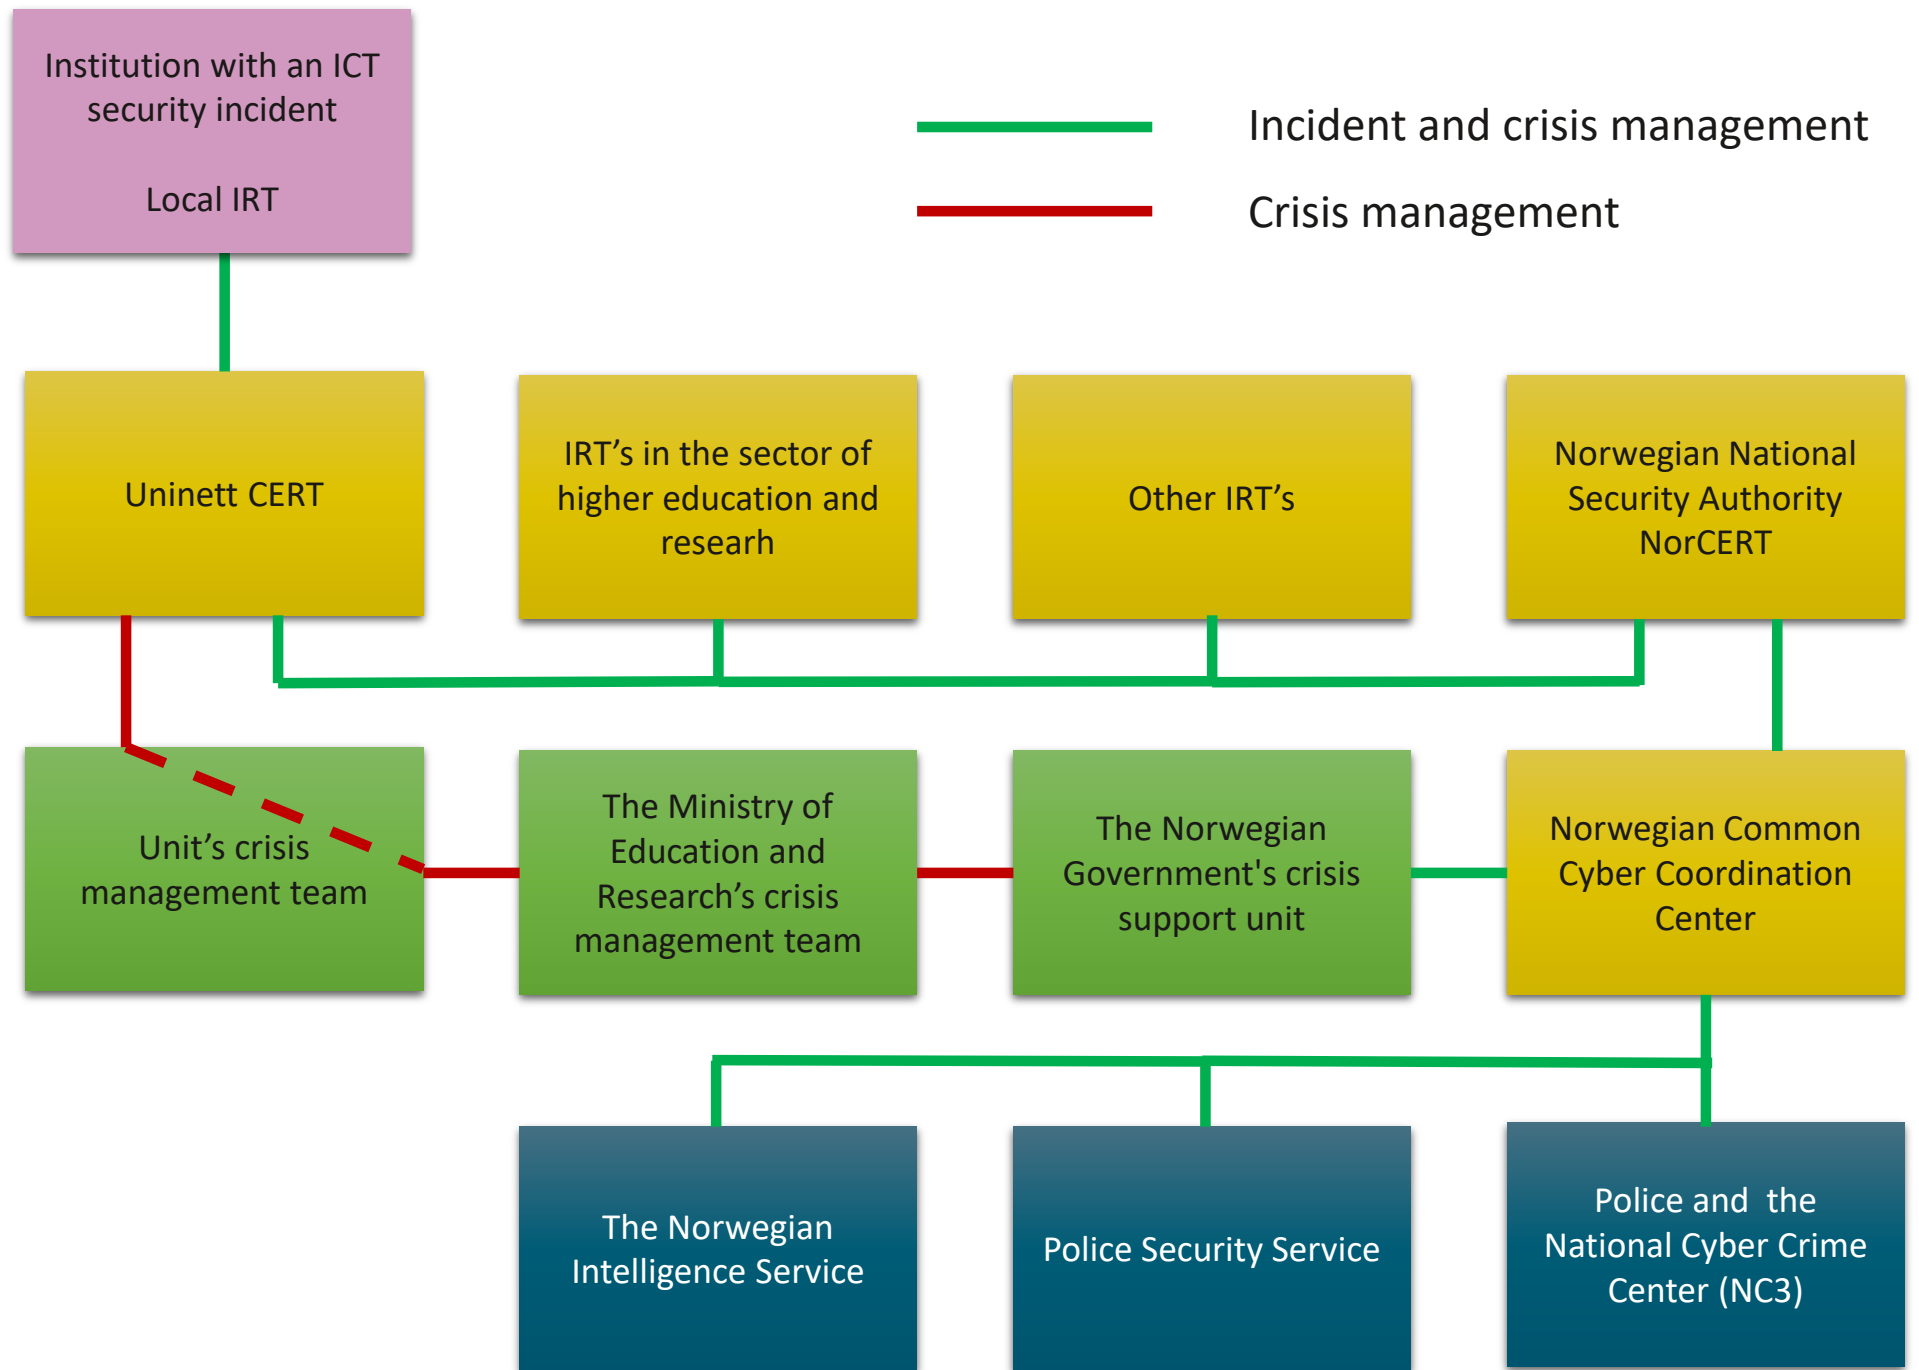 Institution with an ICT
security incident
Local IRT
Incident and crisis management
Crisis management
Uninett CERT
IRT’s in the sector of
higher education and
researh
Other IRT’s
Norwegian National
Security Authority
NorCERT
Unit’s crisis
management team
The Ministry of
Education and
Research’s crisis
management team
The Norwegian
Government's crisis
support unit
Norwegian Common
Cyber Coordination
Center
The Norwegian
Intelligence Service
Police Security Service
Police and  the
National Cyber Crime
Center (NC3)